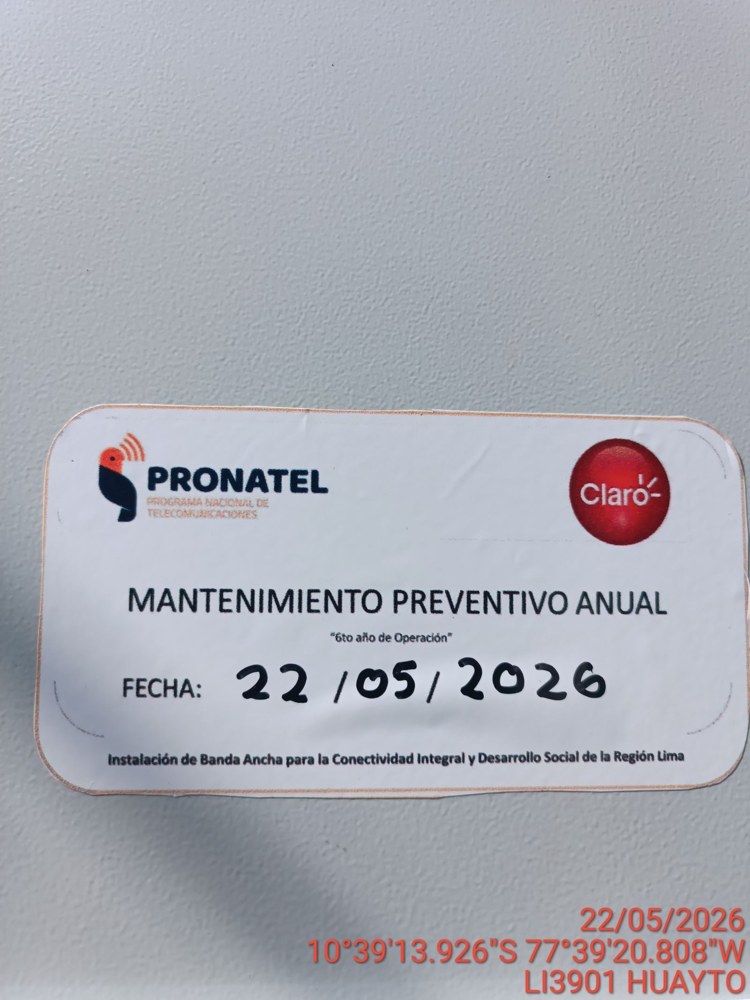 PRONATEL
PROGRAMA NACIONAL DE
TELECOMUNICACIONES
Claro
MANTENIMIENTO PREVENTIVO ANUAL
"6to año de Operación"
FECHA: 22 / 05 / 2026
Instalación de Banda Ancha para la Conectividad Integral y Desarrollo Social de la Región Lima
22/05/2026
10°39'13.926"S 77°39'20.808"W
LI3901 HUAYTO